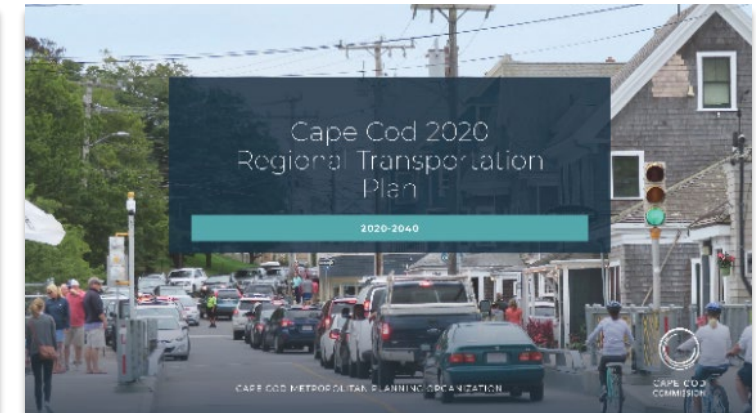 Cape Cod 2020
Regional Transportation
Plan
2020-2040
CAPE COD METROPOLITAN PLANNING ORGANIZATION
CAPE COD
COMMISSION